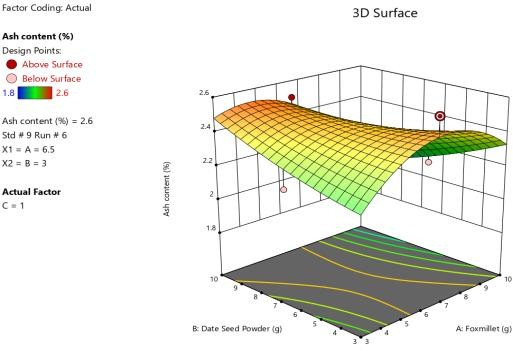 Factor Coding: Actual
3D Surface
Ash content (%)
Design Points:
Above Surface
Below Surface
1.8 2.6
Ash content (%) = 2.6
Std # 9 Run # 6
X1 = A = 6.5
X2 = B = 3
Actual Factor
C = 1
Ash content (%)
2.6
2.4
2.2
2
1.8
10
9
8
7
6
5
4
3
3
4
5
6
7
8
9
10
B: Date Seed Powder (g)
A: Foxmillet (g)